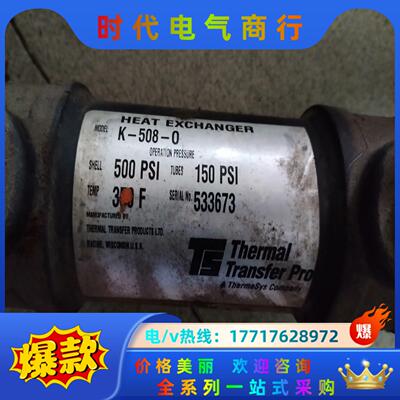 时代电气商行
HEAT EXCHANGER
MODEL K-508-O
OPERATION PRESSURE
SHELL 500 PSI TUBES 150 PSI
TEMP F SERIAL No. 533673
MANUFACTURED BY
THERMAL TRANSFER PRODUCTS LTD.
RACINE, WISCONSIN U.S.A.
TTS Thermal
Transfer Pro
A ThermaSys Company
爆款
电/v热线：17717628972
爆
价格美丽 欢迎咨询
全系列一站式采购